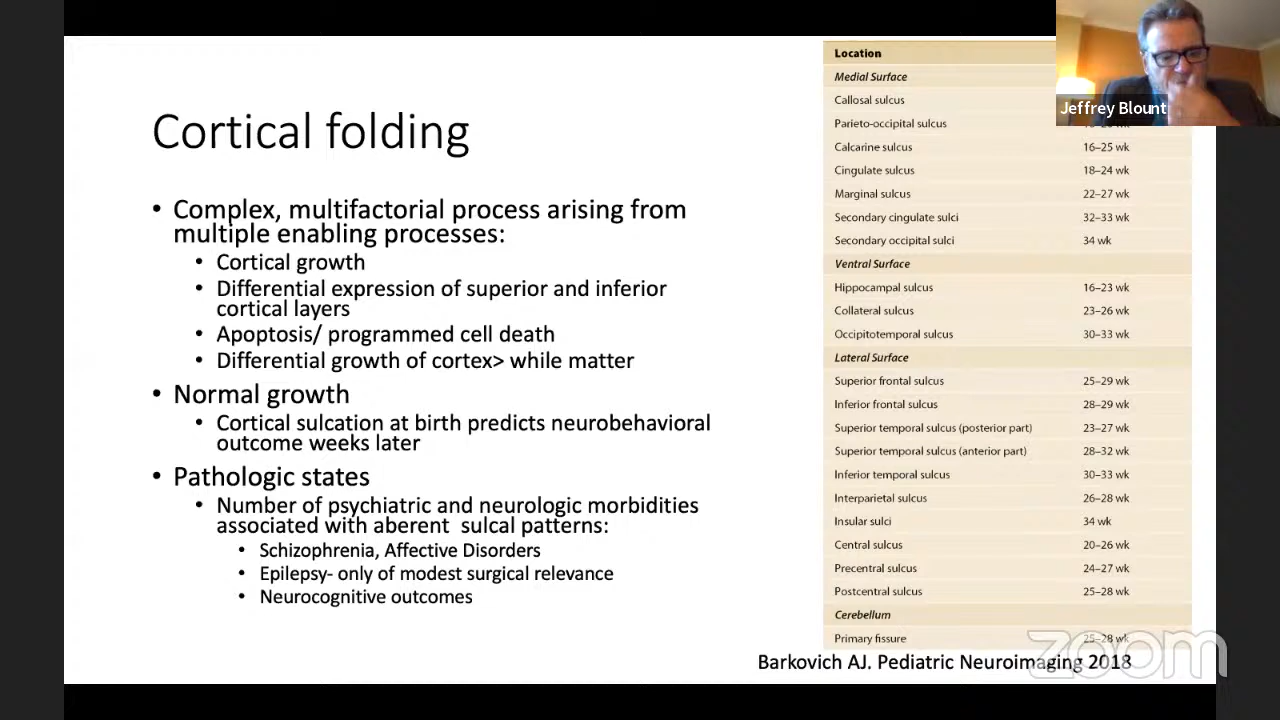 Cortical folding
• Complex, multifactorial process arising from
multiple enabling processes:
• Cortical growth
• Differential expression of superior and inferior
cortical layers
• Apoptosis/ programmed cell death
• Differential growth of cortex> while matter
• Normal growth
• Cortical sulcation at birth predicts neurobehavioral
outcome weeks later
• Pathologic states
• Number of psychiatric and neurologic morbidities
associated with aberent sulcal patterns:
• Schizophrenia, Affective Disorders
• Epilepsy- only of modest surgical relevance
• Neurocognitive outcomes
Location
Medial Surface
Callosal sulcus
Parieto-occipital sulcus
Calcarine sulcus 16–25 wk
Cingulate sulcus 18–24 wk
Marginal sulcus 22–27 wk
Secondary cingulate sulci 32–33 wk
Secondary occipital sulci 34 wk
Ventral Surface
Hippocampal sulcus 16–23 wk
Collateral sulcus 23–26 wk
Occipitotemporal sulcus 30–33 wk
Lateral Surface
Superior frontal sulcus 25–29 wk
Inferior frontal sulcus 28–29 wk
Superior temporal sulcus (posterior part) 23–27 wk
Superior temporal sulcus (anterior part) 28–32 wk
Inferior temporal sulcus 30–33 wk
Interparietal sulcus 26–28 wk
Insular sulci 34 wk
Central sulcus 20–26 wk
Precentral sulcus 24–27 wk
Postcentral sulcus 25–28 wk
Cerebellum
Primary fissure 25–28 wk
Barkovich AJ. Pediatric Neuroimaging 2018
Jeffrey Blount
zoom